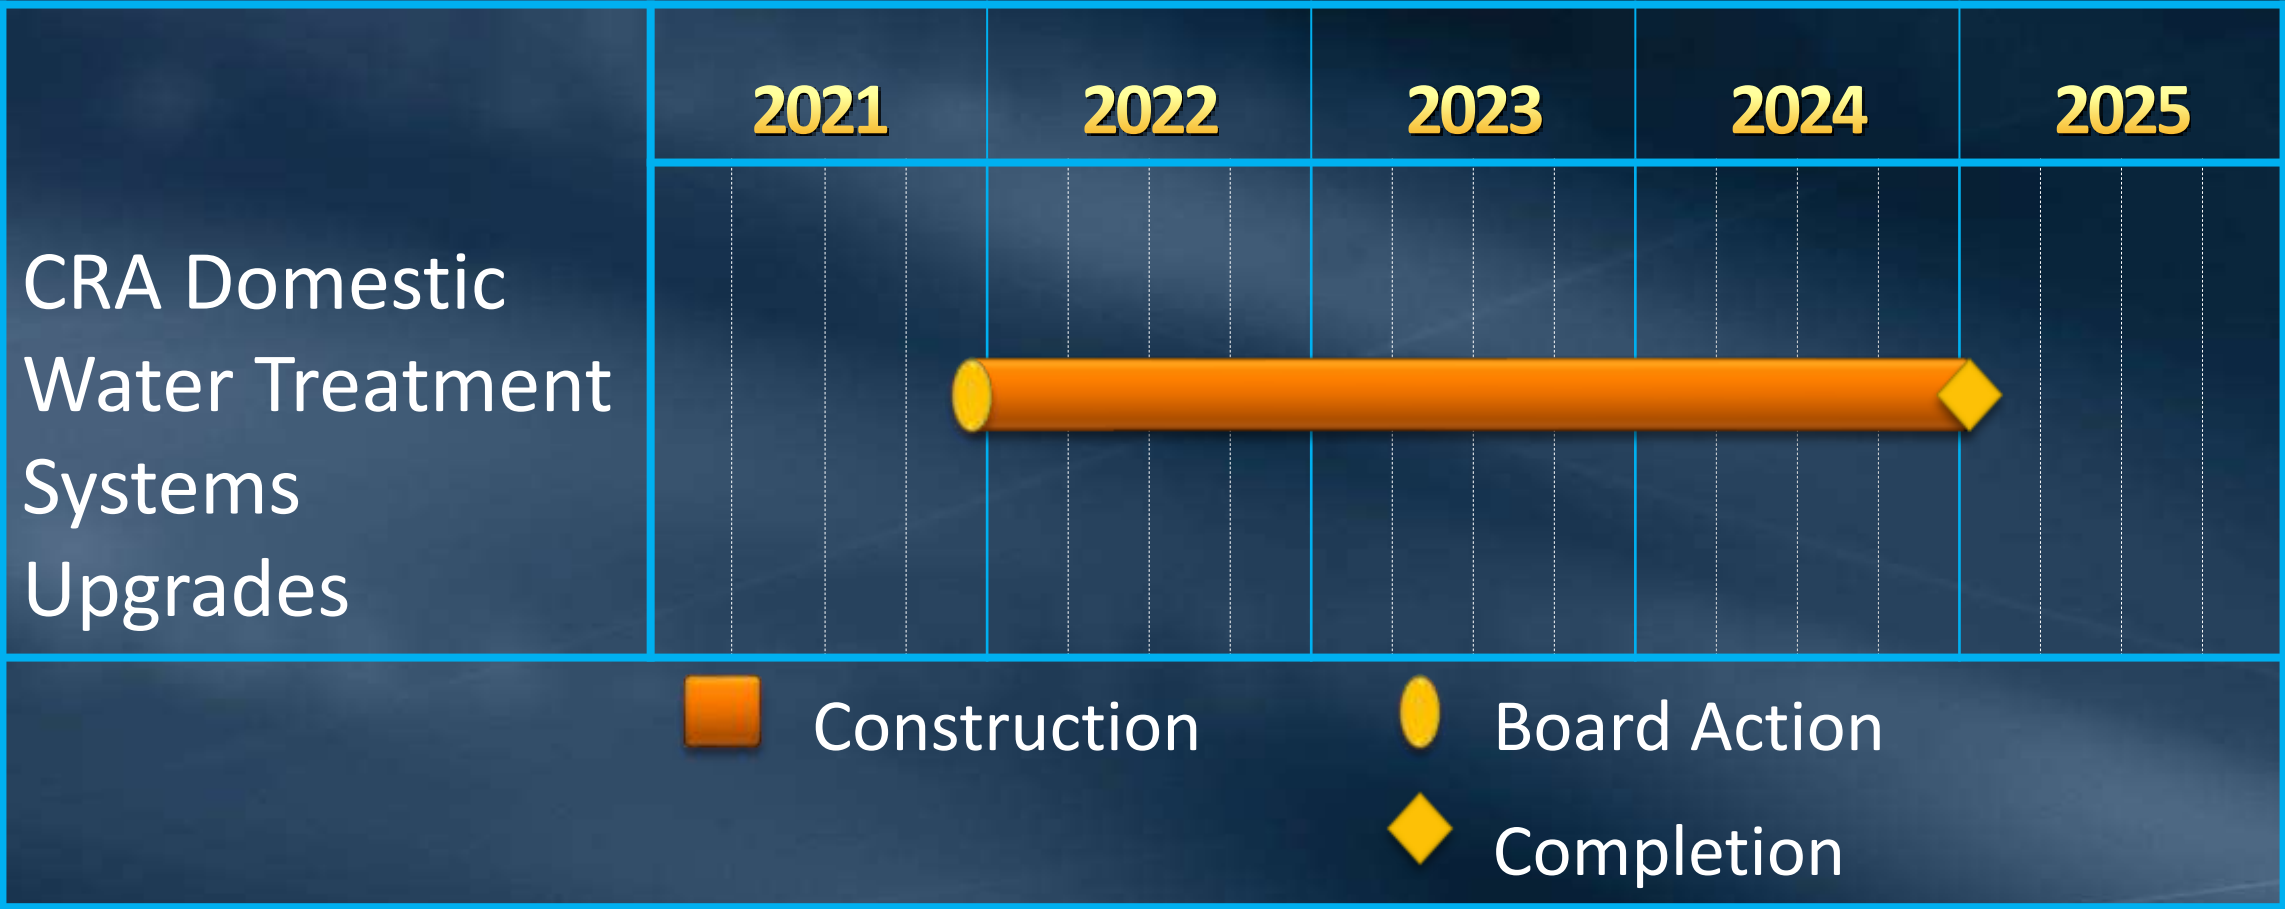 2021 2022 2023 2024 2025
CRA Domestic
Water Treatment
Systems
Upgrades
Construction Board Action
Completion